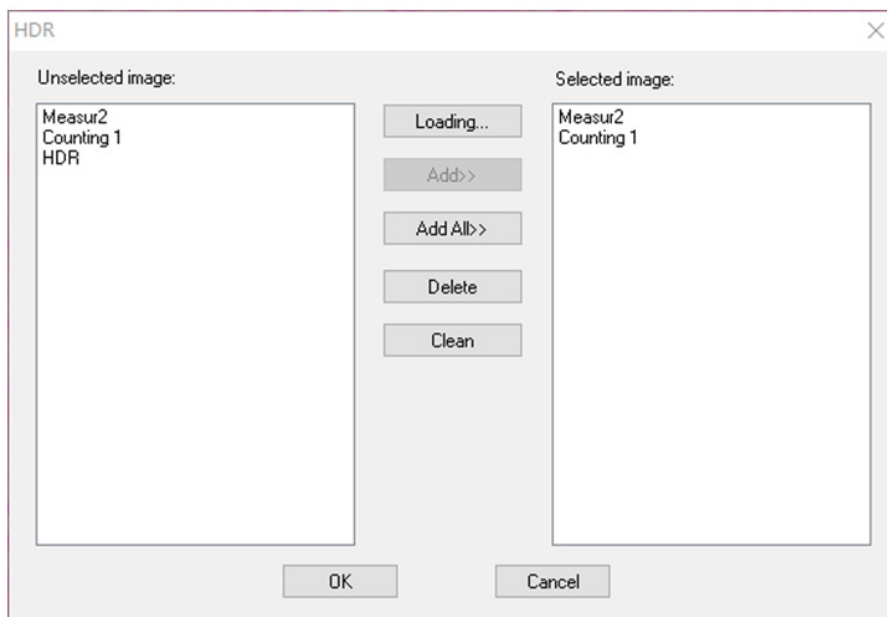 HDR
Unselected image:
Measur2
Counting 1
HDR
Loading...
Add>>
Add All>>
Delete
Clean
Selected image:
Measur2
Counting 1
OK
Cancel